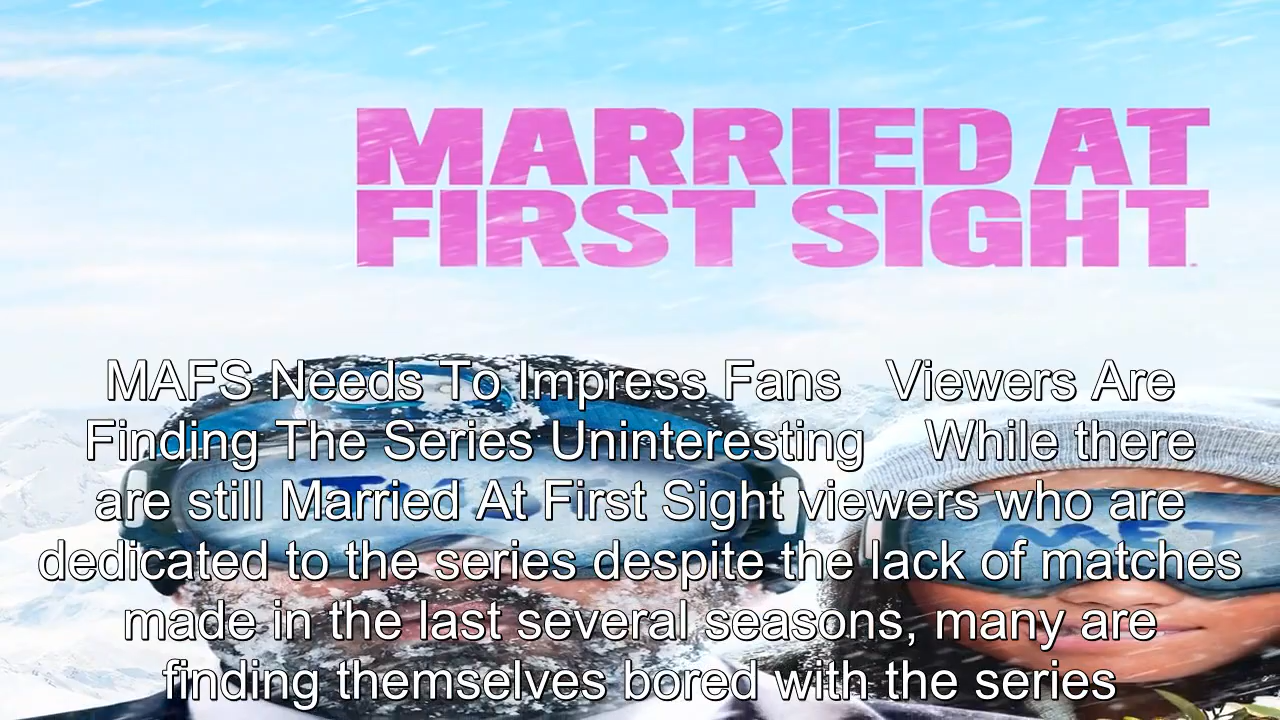 MARRIED AT
FIRST SIGHT
MAFS Needs To Impress Fans   Viewers Are
Finding The Series Uninteresting    While there
are still Married At First Sight viewers who are
dedicated to the series despite the lack of matches
made in the last several seasons, many are
finding themselves bored with the series